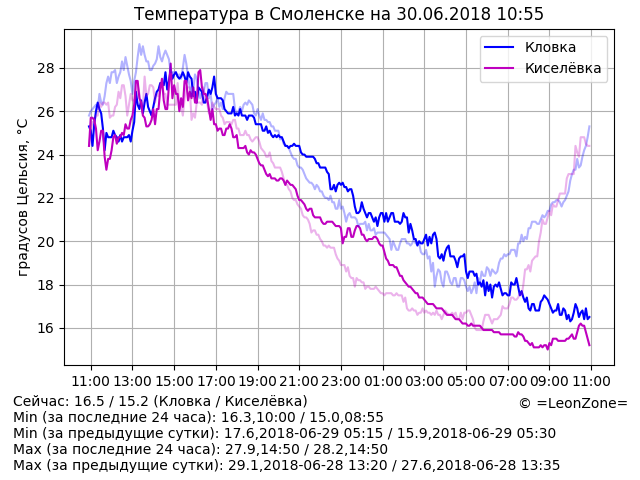 Температура в Смоленске на 30.06.2018 10:55
градусов Цельсия, °C
28
26
24
22
20
18
16
Кловка
Киселёвка
11:00 13:00 15:00 17:00 19:00 21:00 23:00 01:00 03:00 05:00 07:00 09:00 11:00
Сейчас: 16.5 / 15.2 (Кловка / Киселёвка)
© =LeonZone=
Min (за последние 24 часа): 16.3,10:00 / 15.0,08:55
Min (за предыдущие сутки): 17.6,2018-06-29 05:15 / 15.9,2018-06-29 05:30
Max (за последние 24 часа): 27.9,14:50 / 28.2,14:50
Max (за предыдущие сутки): 29.1,2018-06-28 13:20 / 27.6,2018-06-28 13:35